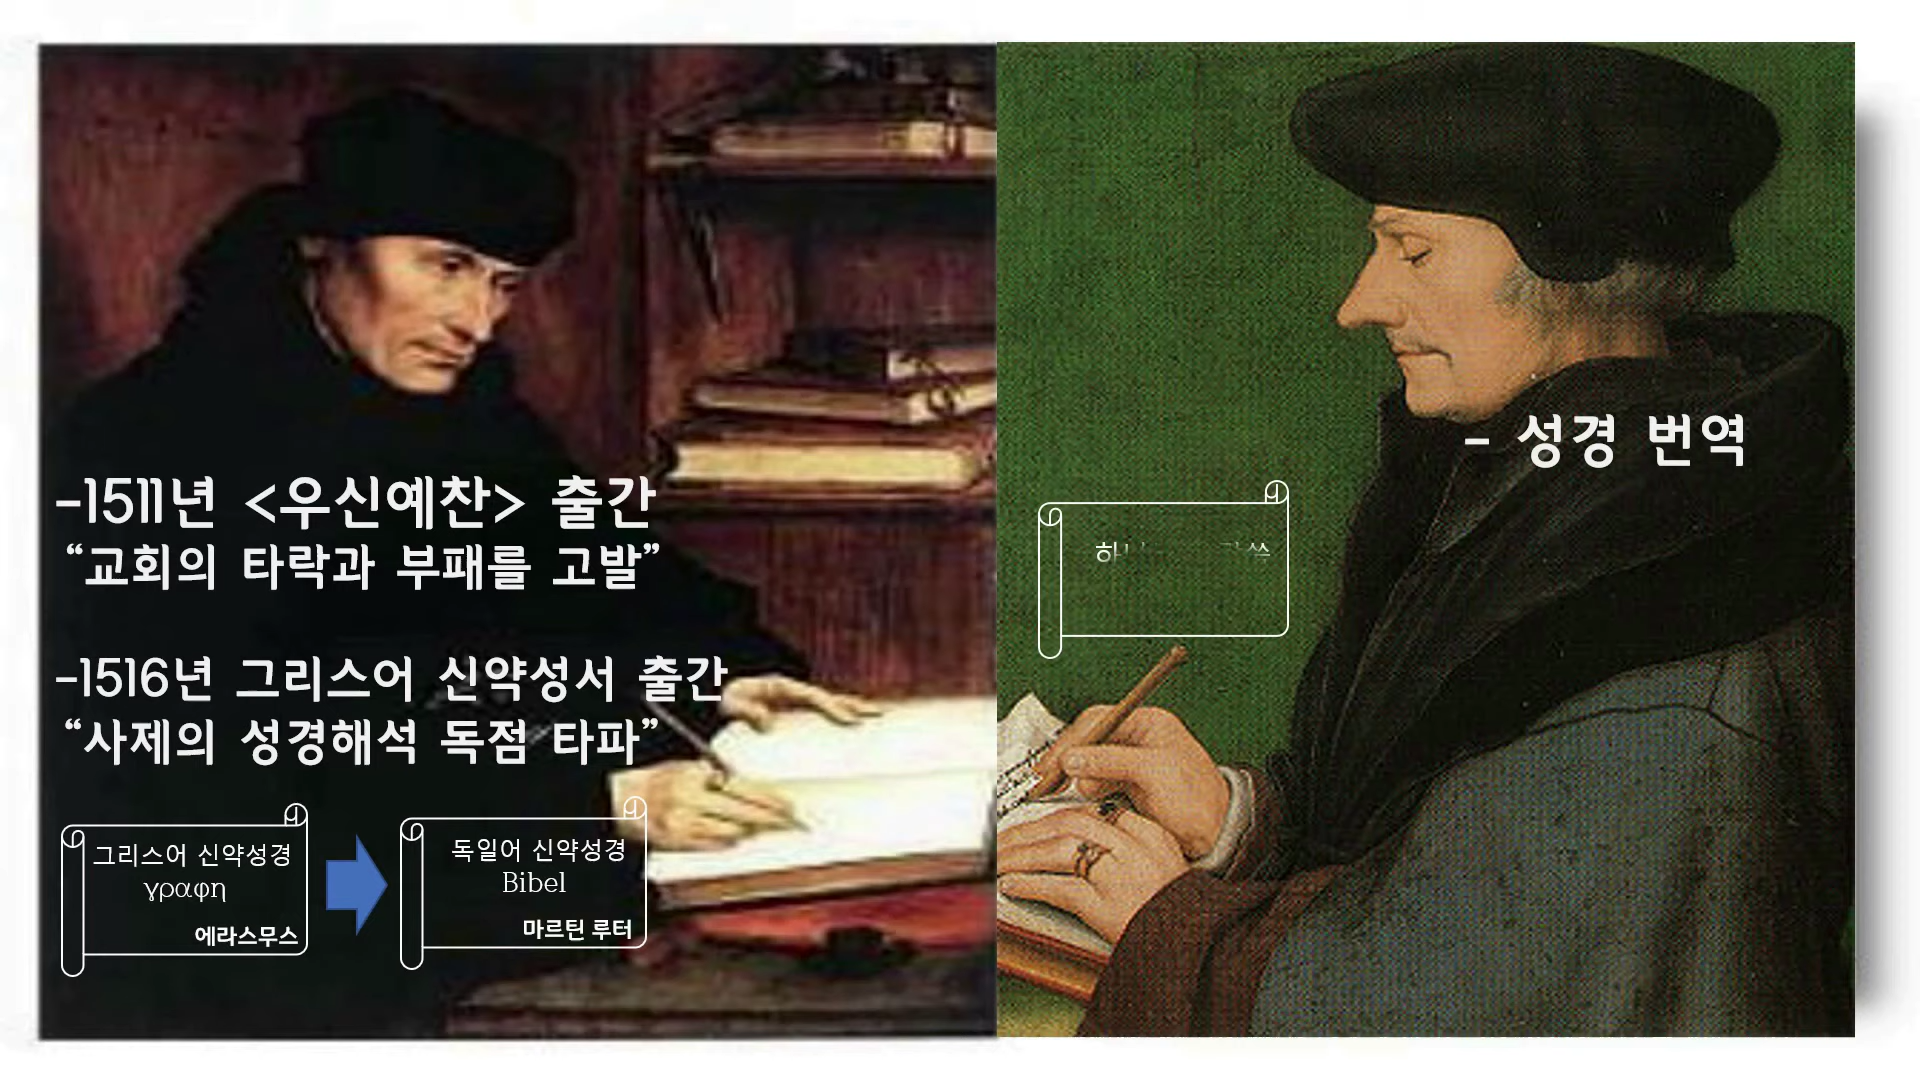 -1511년 <우신예찬> 출간
“교회의 타락과 부패를 고발”
-1516년 그리스어 신약성서 출간
“사제의 성경해석 독점 타파”
그리스어 신약성경
γραφη
에라스무스
독일어 신약성경
Bibel
마르틴 루터
- 성경 번역